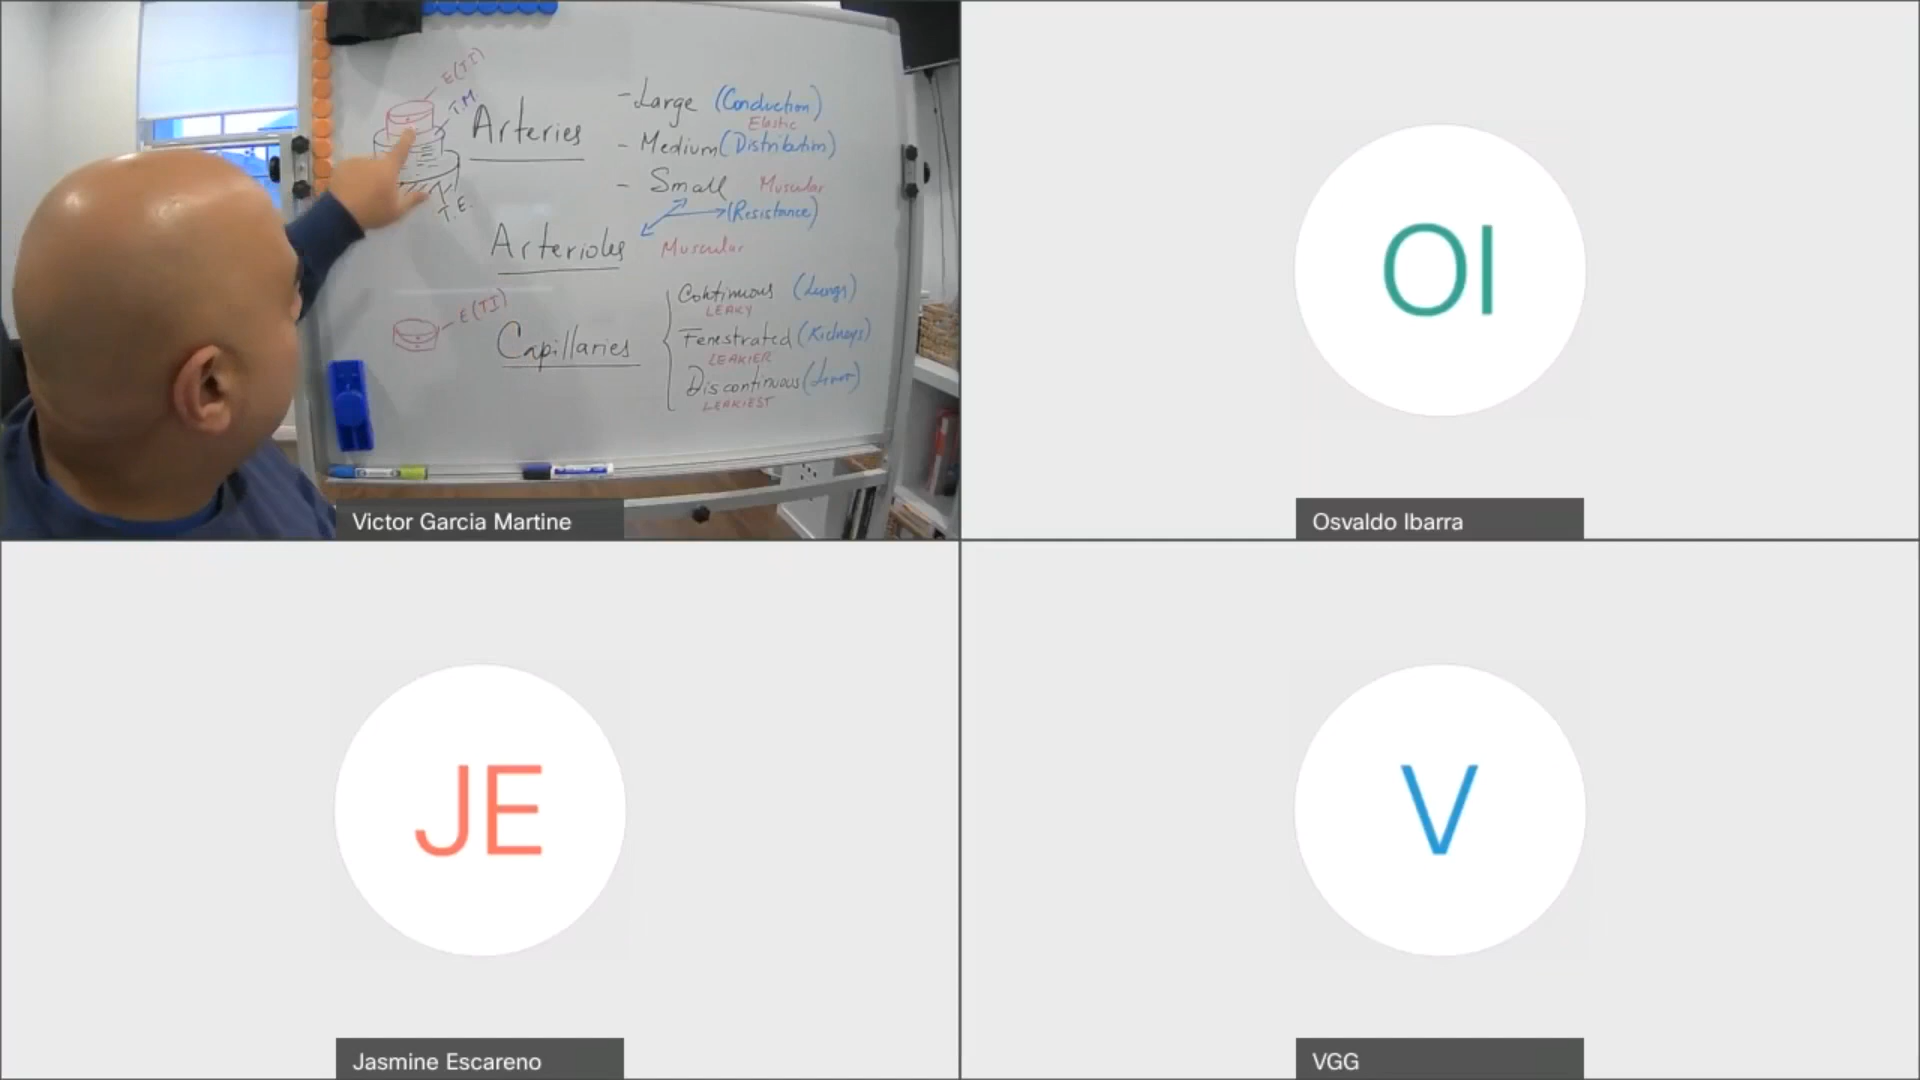 E(T.I)
T.M.
Arteries
- Large (Conduction)
Elastic
- Medium (Distribution)
- Small Muscular
(Resistance)
T.E.
Arterioles Muscular
E(TI)
Capillaries
Continuous (Lungs)
LEAKY
Fenestrated (Kidneys)
LEAKIER
Discontinuous (Liver)
LEAKIEST
Victor Garcia Martine
OI
Osvaldo Ibarra
JE
Jasmine Escareno
V
VGG